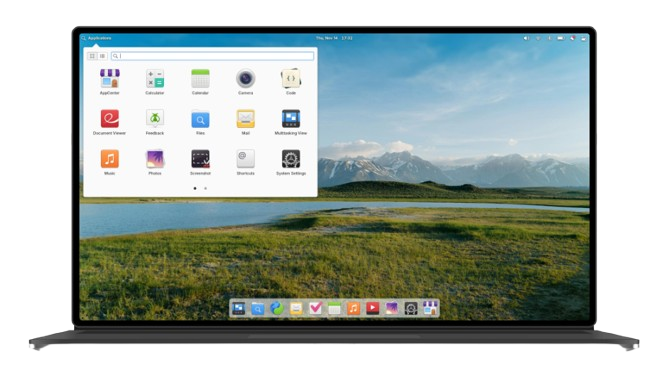 Applications
Thu, Nov 14 17:32
AppCenter
Calculator
Calendar
Camera
Code
Document Viewer
Feedback
Files
Mail
Multitasking View
Music
Photos
Screenshot
Shortcuts
System Settings